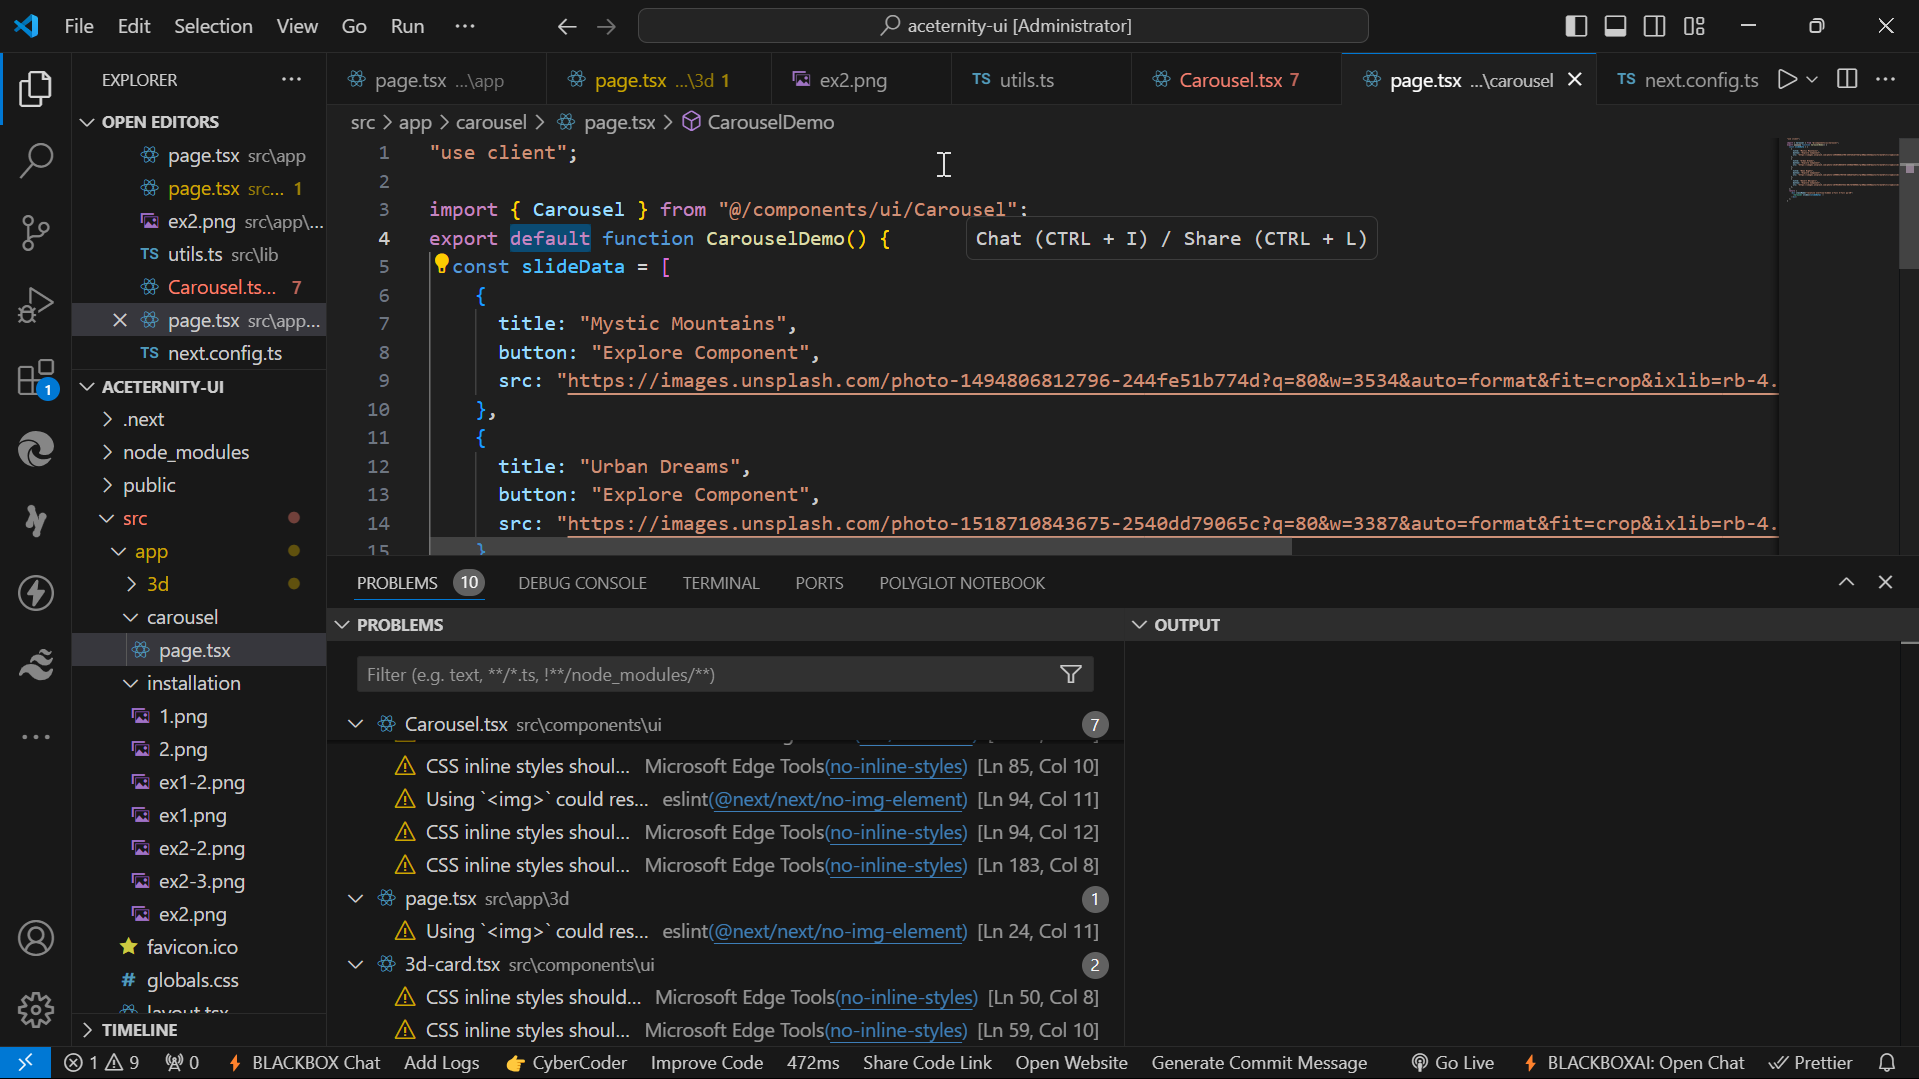 File Edit Selection View Go Run ···
aceternity-ui [Administrator]
EXPLORER
OPEN EDITORS
page.tsx src\app
page.tsx src... 1
ex2.png src\app\...
TS utils.ts src\lib
Carousel.ts... 7
page.tsx src\app...
TS next.config.ts
ACETERNITY-UI
.next
node_modules
public
src
app
3d
carousel
page.tsx
installation
1.png
2.png
ex1-2.png
ex1.png
ex2-2.png
ex2-3.png
ex2.png
favicon.ico
# globals.css
layout.tsx
TIMELINE
1
page.tsx ...\app
page.tsx ...\3d 1
ex2.png
TS utils.ts
Carousel.tsx 7
page.tsx ...\carousel
TS next.config.ts
src > app > carousel > page.tsx > CarouselDemo
1 "use client";
2
3 import { Carousel } from "@/components/ui/Carousel";
4 export default function CarouselDemo() {
Chat (CTRL + I) / Share (CTRL + L)
5 const slideData = [
6 {
7 title: "Mystic Mountains",
8 button: "Explore Component",
9 src: "https://images.unsplash.com/photo-1494806812796-244fe51b774d?q=80&w=3534&auto=format&fit=crop&ixlib=rb-4.
10 },
11 {
12 title: "Urban Dreams",
13 button: "Explore Component",
14 src: "https://images.unsplash.com/photo-1518710843675-2540dd79065c?q=80&w=3387&auto=format&fit=crop&ixlib=rb-4.
15 }
PROBLEMS 10 DEBUG CONSOLE TERMINAL PORTS POLYGLOT NOTEBOOK
PROBLEMS
Filter (e.g. text, **/*.ts, !**/node_modules/**)
Carousel.tsx src\components\ui 7
CSS inline styles shoul... Microsoft Edge Tools(no-inline-styles) [Ln 85, Col 10]
Using `<img>` could res... eslint(@next/next/no-img-element) [Ln 94, Col 11]
CSS inline styles shoul... Microsoft Edge Tools(no-inline-styles) [Ln 94, Col 12]
CSS inline styles shoul... Microsoft Edge Tools(no-inline-styles) [Ln 183, Col 8]
page.tsx src\app\3d 1
Using `<img>` could res... eslint(@next/next/no-img-element) [Ln 24, Col 11]
3d-card.tsx src\components\ui 2
CSS inline styles should... Microsoft Edge Tools(no-inline-styles) [Ln 50, Col 8]
CSS inline styles shoul... Microsoft Edge Tools(no-inline-styles) [Ln 59, Col 10]
OUTPUT
1 9 0 BLACKBOX Chat Add Logs CyberCoder Improve Code 472ms Share Code Link Open Website Generate Commit Message Go Live BLACKBOXAI: Open Chat Prettier